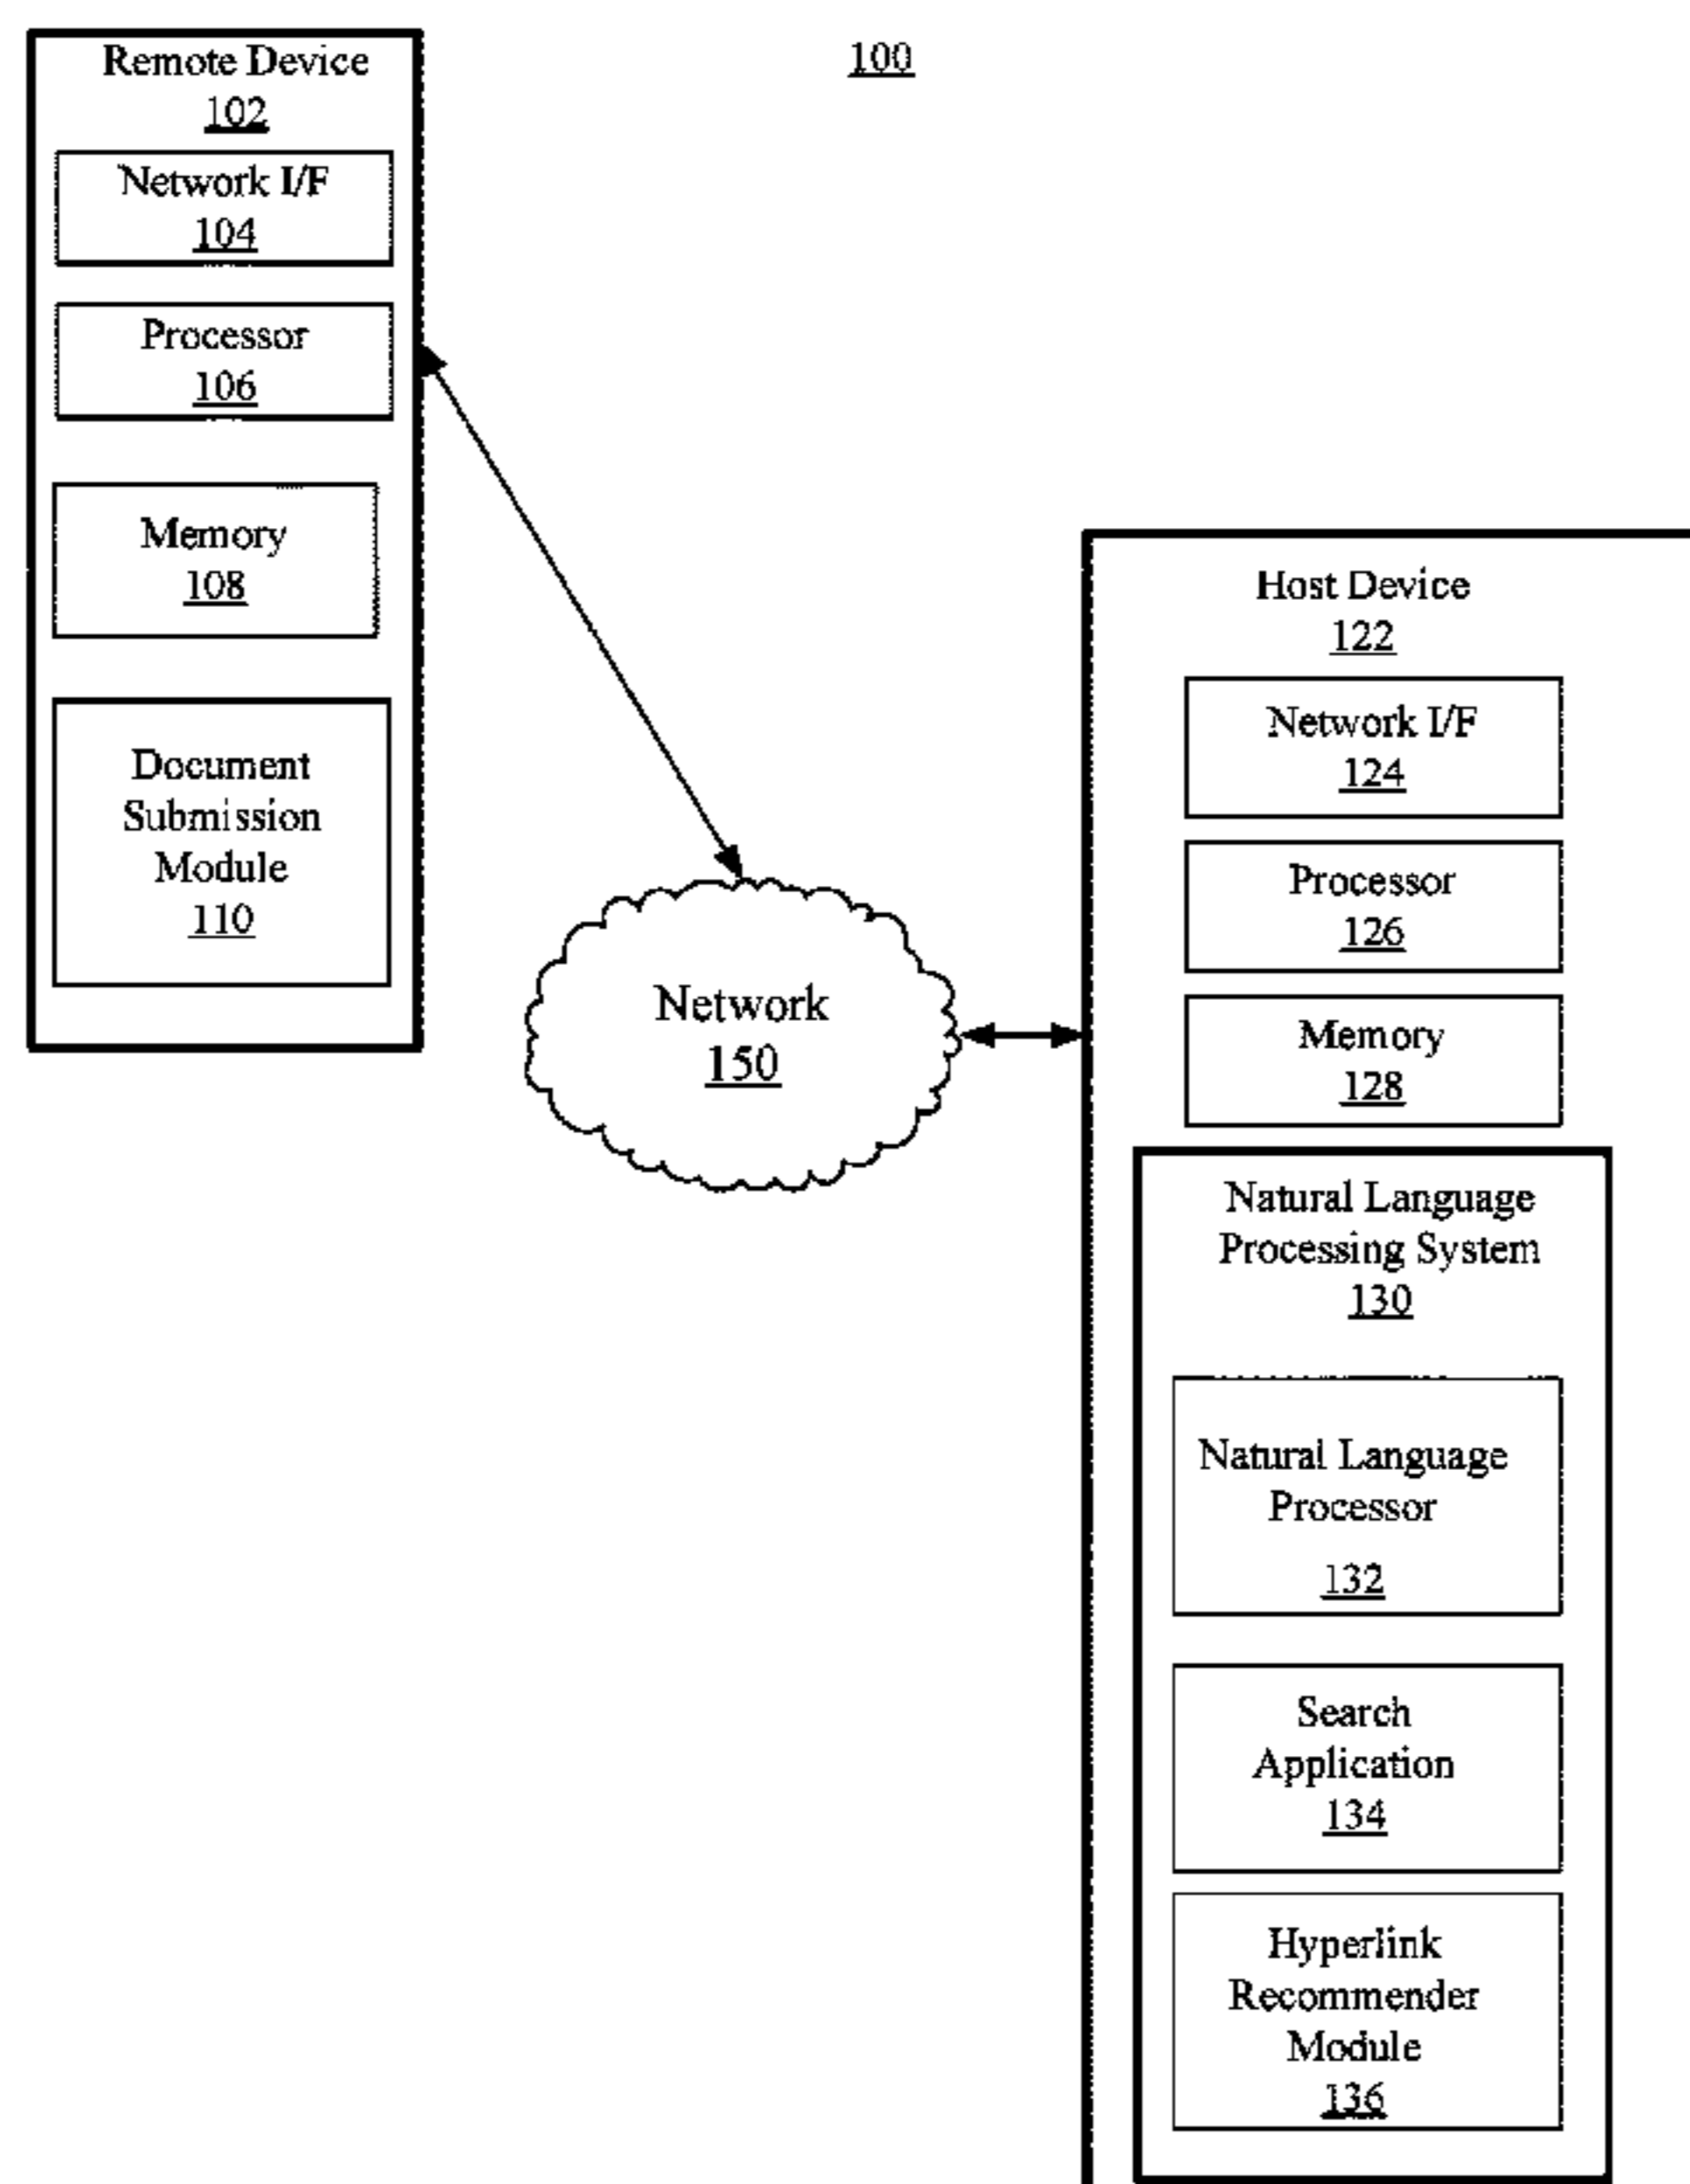 100
Remote Device
102
Network I/F
104
Processor
106
Memory
108
Document
Submission
Module
110
Network
150
Host Device
122
Network I/F
124
Processor
126
Memory
128
Natural Language
Processing System
130
Natural Language
Processor
132
Search
Application
134
Hyperlink
Recommender
Module
136